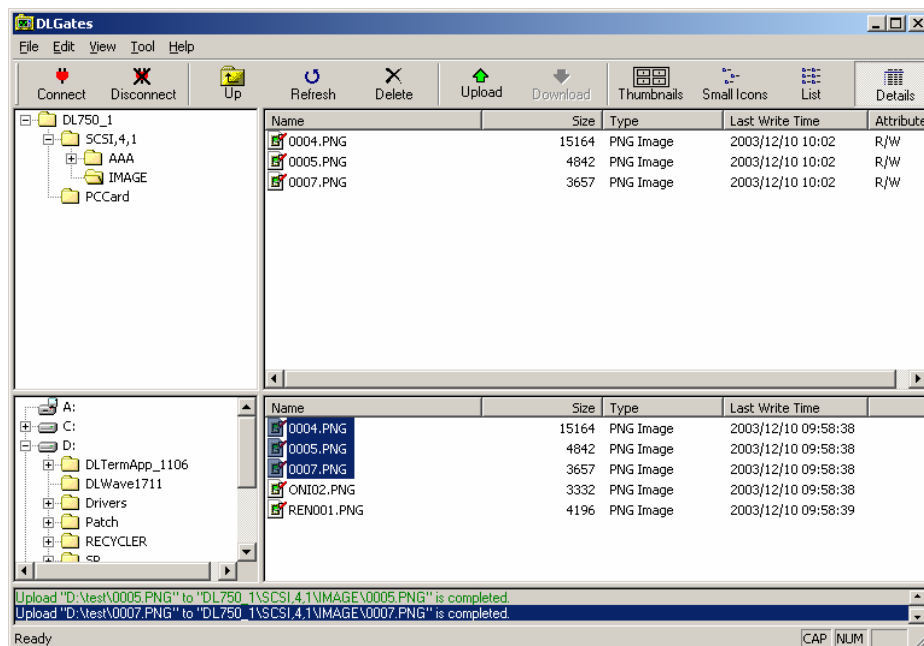 DLGates
File Edit View Tool Help
Connect Disconnect Up Refresh Delete Upload Download Thumbnails Small Icons List Details
DL750_1
SCSI,4,1
AAA
IMAGE
PCCard
Name Size Type Last Write Time Attribute
0004.PNG 15164 PNG Image 2003/12/10 10:02 R/W
0005.PNG 4842 PNG Image 2003/12/10 10:02 R/W
0007.PNG 3657 PNG Image 2003/12/10 10:02 R/W
A:
C:
D:
DLTermApp_1106
DLWave1711
Drivers
Patch
RECYCLER
SP
Name Size Type Last Write Time
0004.PNG 15164 PNG Image 2003/12/10 09:58:38
0005.PNG 4842 PNG Image 2003/12/10 09:58:38
0007.PNG 3657 PNG Image 2003/12/10 09:58:38
ONI02.PNG 3332 PNG Image 2003/12/10 09:58:38
REN001.PNG 4196 PNG Image 2003/12/10 09:58:39
Upload "D:\test\0005.PNG" to "DL750_1\SCSI,4,1\IMAGE\0005.PNG" is completed.
Upload "D:\test\0007.PNG" to "DL750_1\SCSI,4,1\IMAGE\0007.PNG" is completed.
Ready CAP NUM